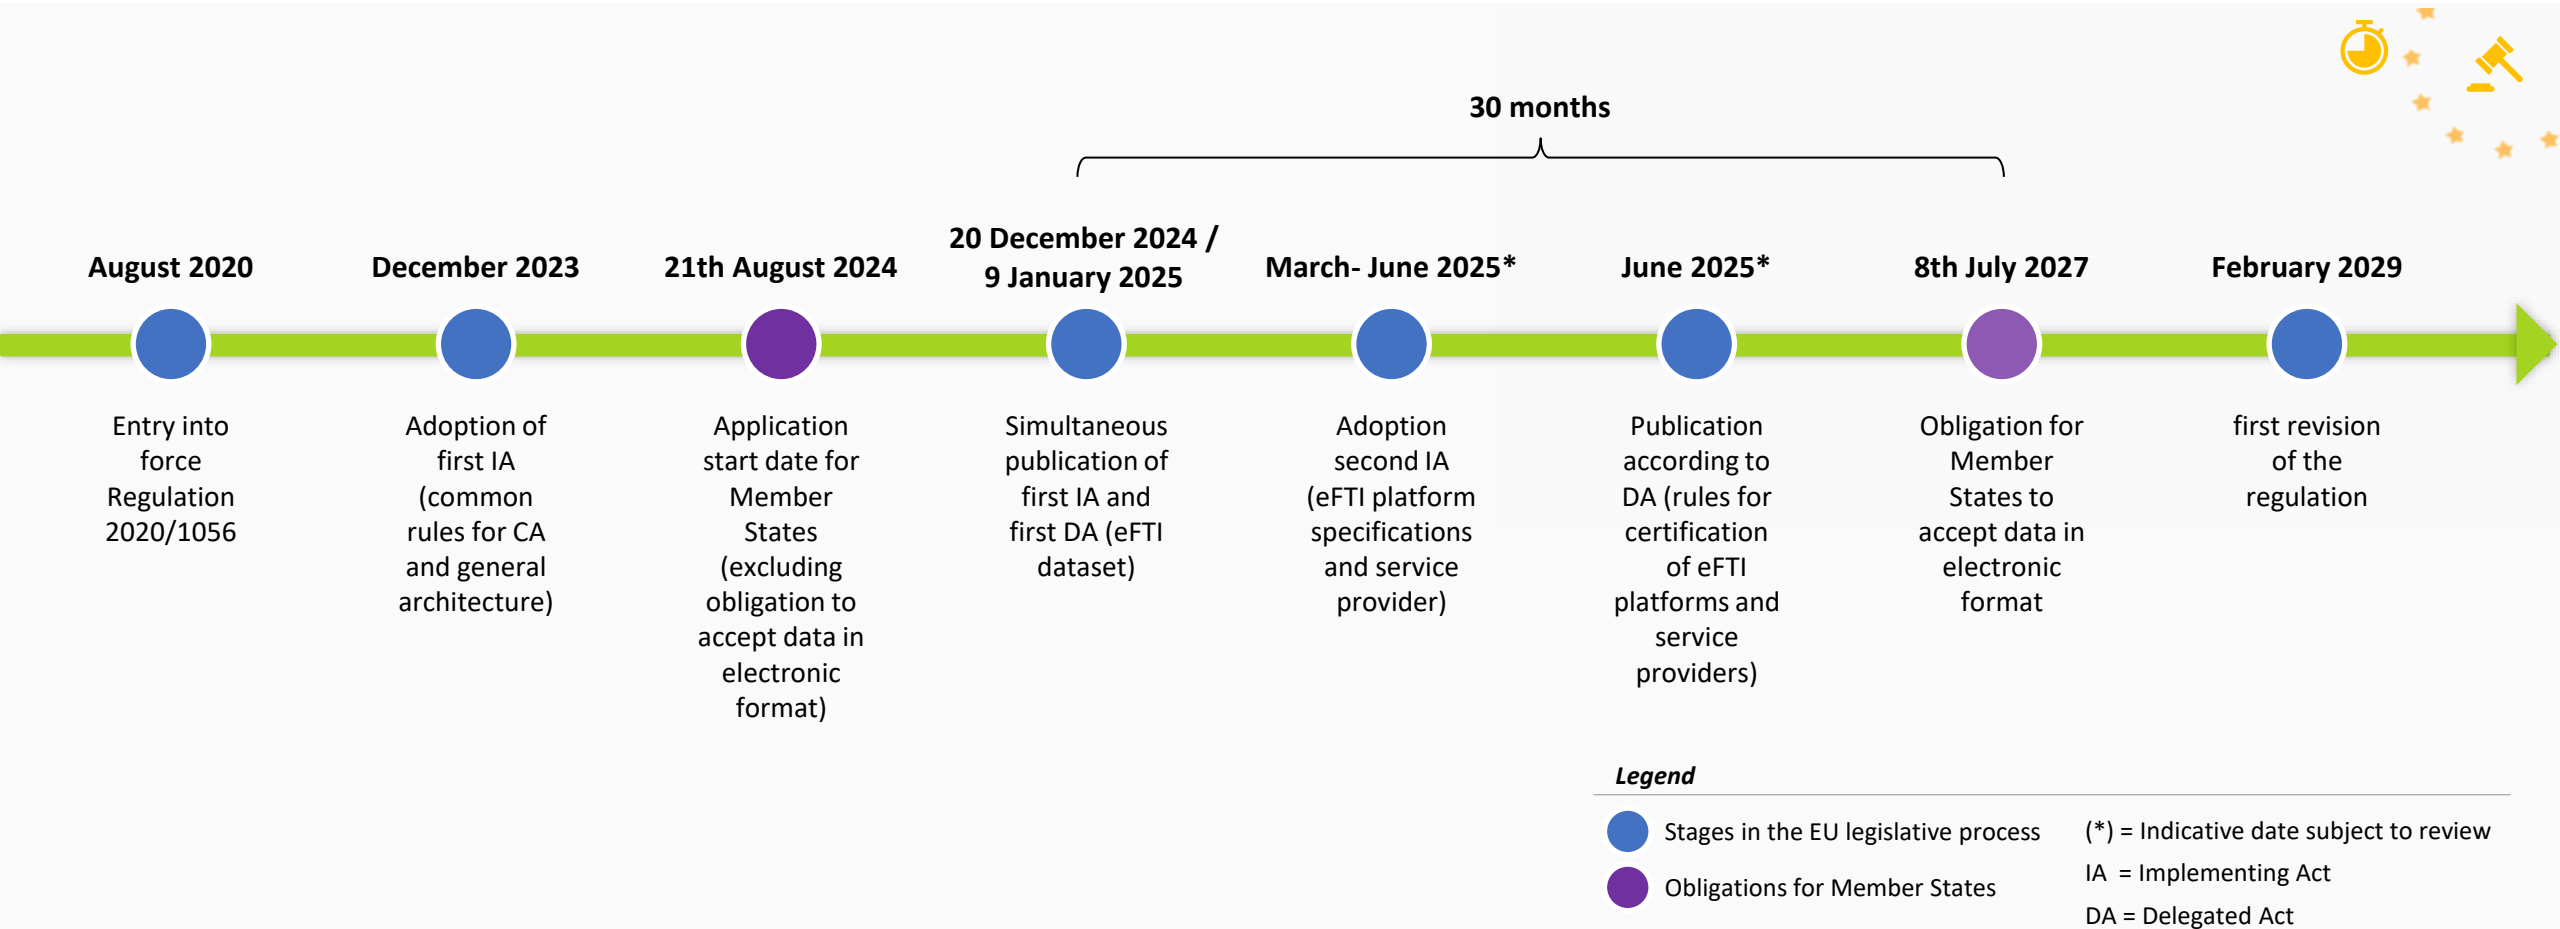 30 months
August 2020
December 2023
21th August 2024
20 December 2024 /
9 January 2025
March- June 2025*
June 2025*
8th July 2027
February 2029
Entry into
force
Regulation
2020/1056
Adoption of
first IA
(common
rules for CA
and general
architecture)
Application
start date for
Member
States
(excluding
obligation to
accept data in
electronic
format)
Simultaneous
publication of
first IA and
first DA (eFTI
dataset)
Adoption
second IA
(eFTI platform
specifications
and service
provider)
Publication
according to
DA (rules for
certification
of eFTI
platforms and
service
providers)
Obligation for
Member
States to
accept data in
electronic
format
first revision
of the
regulation
Legend
Stages in the EU legislative process
Obligations for Member States
(*) = Indicative date subject to review
IA = Implementing Act
DA = Delegated Act